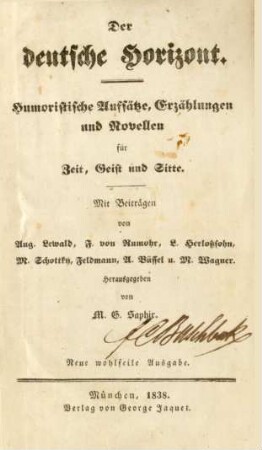 Der
deutsche Horizont.
Humoristische Aufsätze, Erzählungen
und Novellen
für
Zeit, Geist und Sitte.
Mit Beiträgen
von
Aug. Lewald, F. von Rumohr, L. Herloßsohn,
M. Schottky, Feldmann, A. Büssel u. M. Wagner.
Herausgegeben
von
M. G. Saphir.
Neue wohlfeile Ausgabe.
München, 1838.
Verlag von George Jaquet.